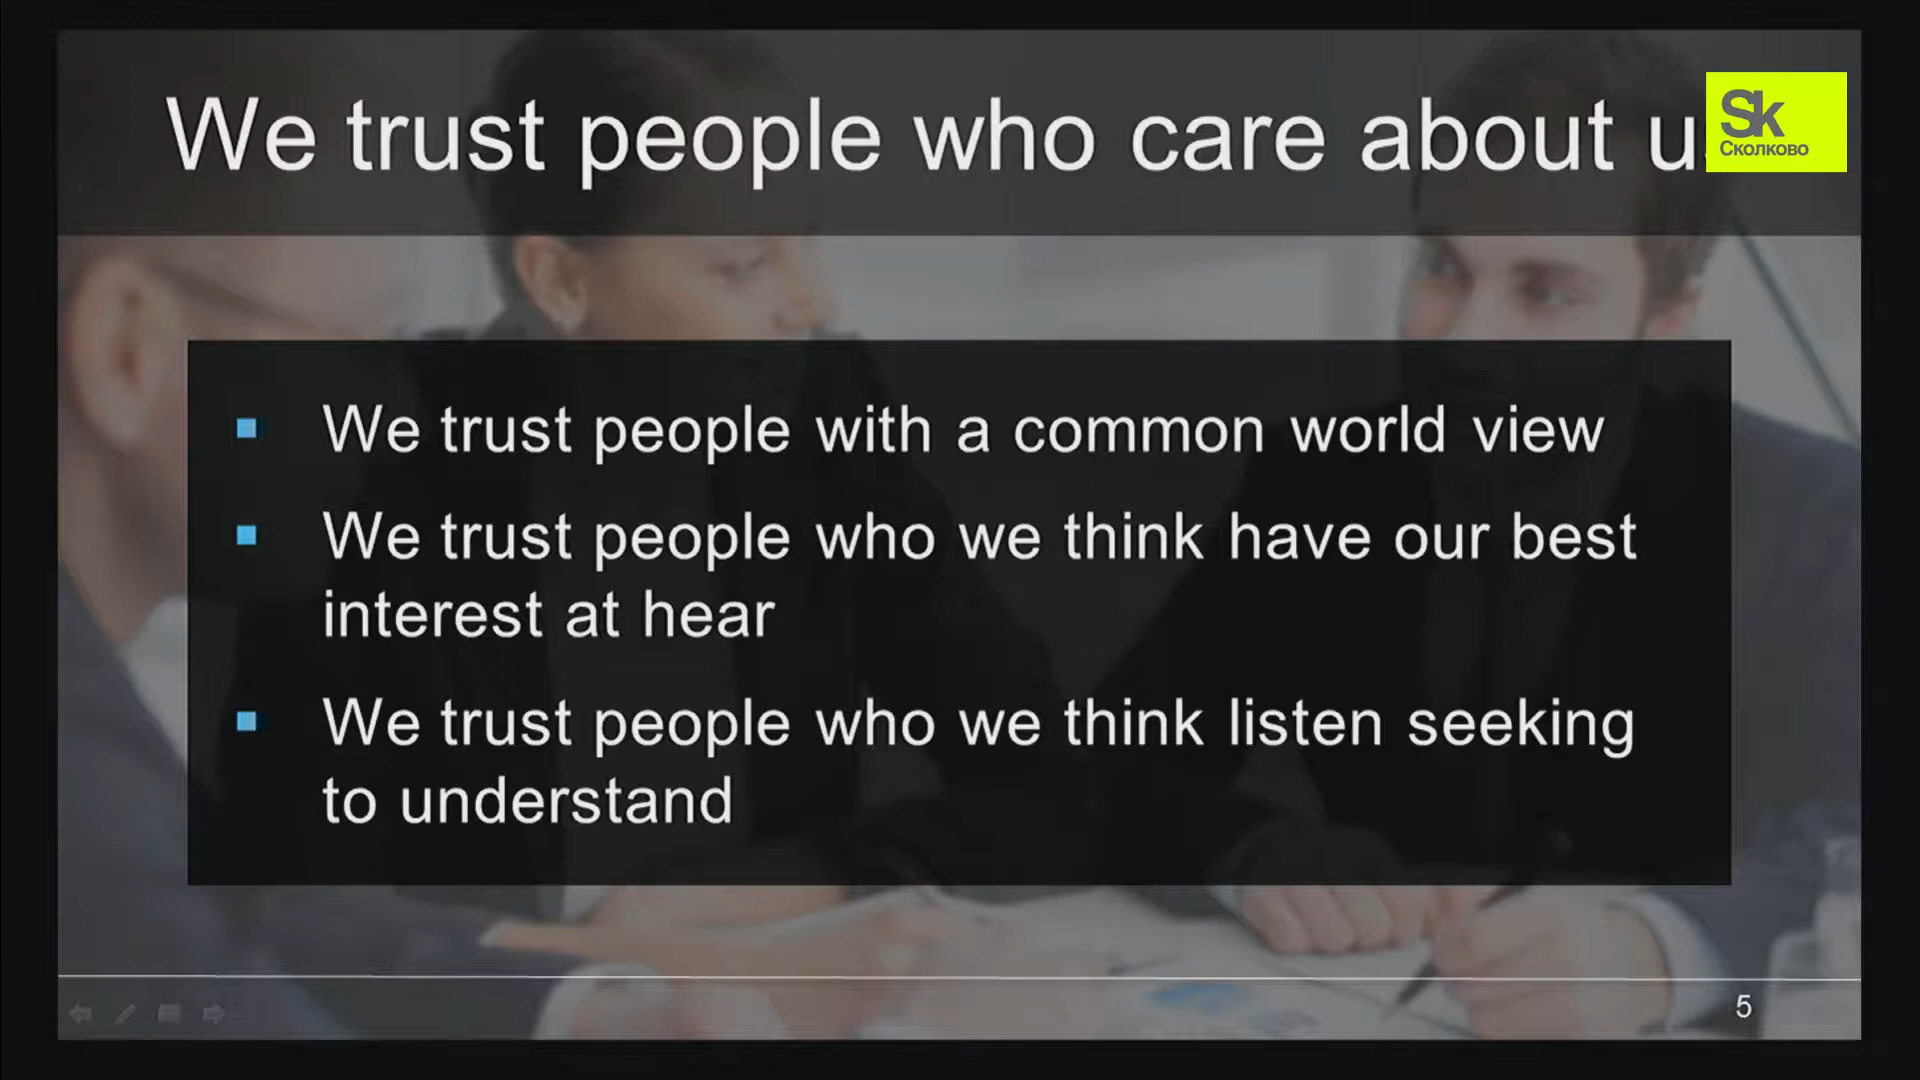 We trust people who care about
Sk
Сколково
We trust people with a common world view
We trust people who we think have our best
interest at hear
We trust people who we think listen seeking
to understand
5